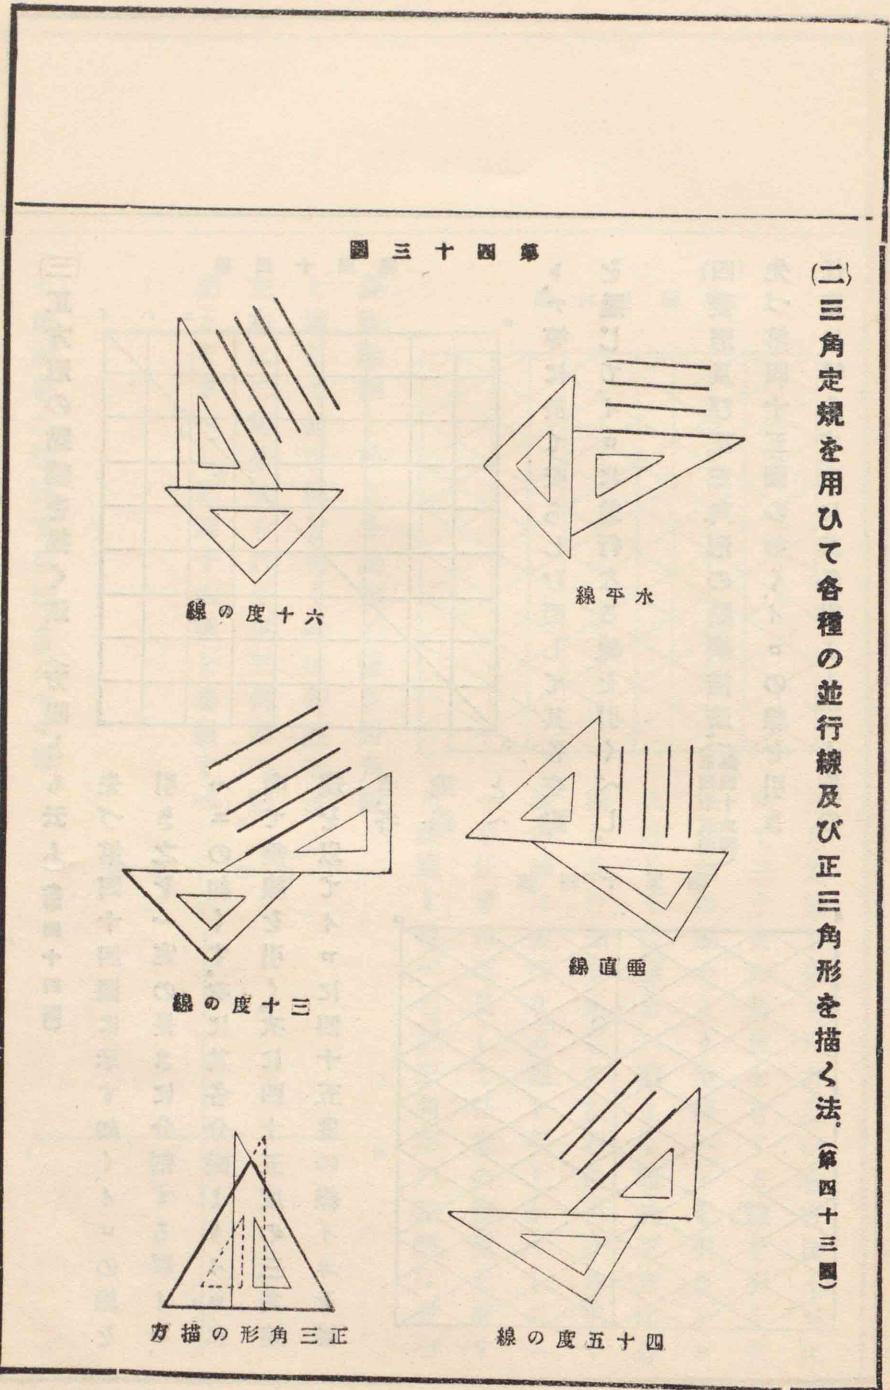 (二)三角定規を用ひて各種の並行線及び正三角形を描く法。(第四十三圖)
第四十三圖
水平線
垂直線
四十五度の線
六十度の線
三十度の線
正三角形の描方